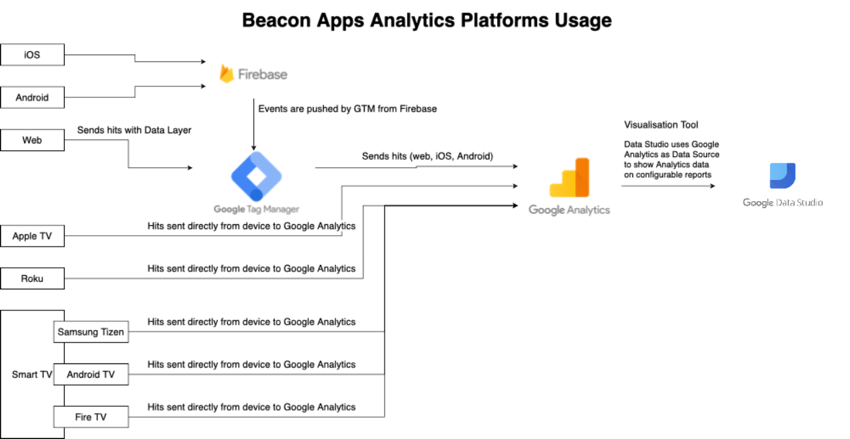 Beacon Apps Analytics Platforms Usage
iOS
Firebase
Android
Events are pushed by GTM from Firebase
Web
Sends hits with Data Layer
Sends hits (web, iOS, Android)
Google Tag Manager
Google Analytics
Visualisation Tool
Data Studio uses Google
Analytics as Data Source
to show Analytics data
on configurable reports
Google Data Studio
Apple TV
Hits sent directly from device to Google Analytics
Roku
Hits sent directly from device to Google Analytics
Smart TV
Samsung Tizen
Hits sent directly from device to Google Analytics
Android TV
Hits sent directly from device to Google Analytics
Fire TV
Hits sent directly from device to Google Analytics